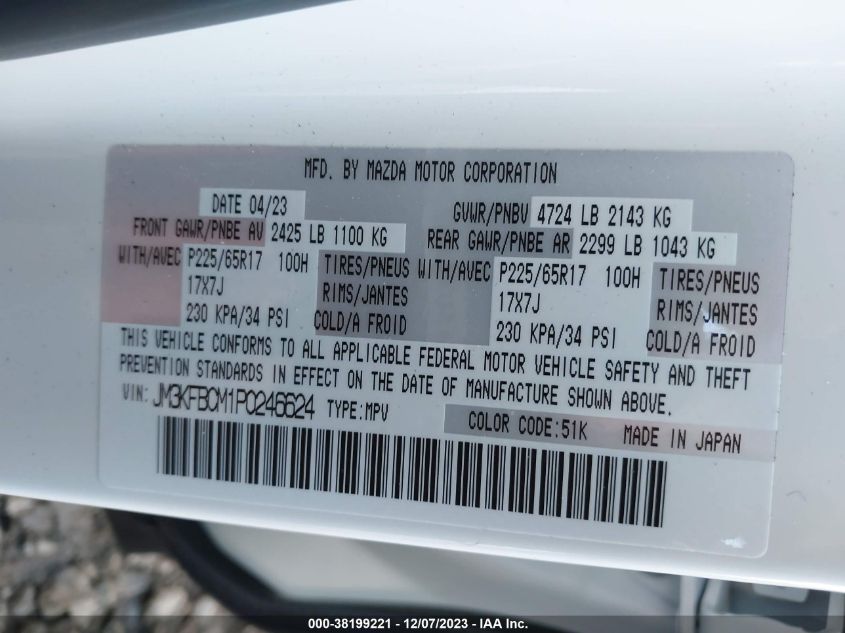 MFD. BY MAZDA MOTOR CORPORATION
DATE 04/23 GVWR/PNBV 4724 LB 2143 KG
FRONT GAWR/PNBE AV 2425 LB 1100 KG REAR GAWR/PNBE AR 2299 LB 1043 KG
WITH/AVEC P225/65R17 100H TIRES/PNEUS WITH/AVEC P225/65R17 100H TIRES/PNEUS
17X7J RIMS/JANTES 17X7J RIMS/JANTES
230 KPA/34 PSI COLD/A FROID 230 KPA/34 PSI COLD/A FROID
THIS VEHICLE CONFORMS TO ALL APPLICABLE FEDERAL MOTOR VEHICLE SAFETY AND THEFT
PREVENTION STANDARDS IN EFFECT ON THE DATE OF MANUFACTURE SHOWN ABOVE.
VIN: JM3KFBCM1P0246624 TYPE:MPV COLOR CODE:51K MADE IN JAPAN
000-38199221 - 12/07/2023 - IAA Inc.